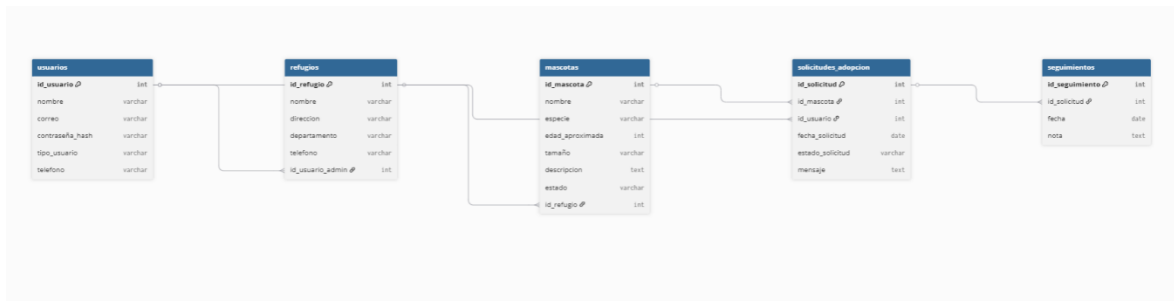 usuarios
id_usuario int
nombre varchar
correo varchar
contraseña_hash varchar
tipo_usuario varchar
telefono varchar
refugios
id_refugio int
nombre varchar
direccion varchar
departamento varchar
telefono varchar
id_usuario_admin int
mascotas
id_mascota int
nombre varchar
especie varchar
edad_aproximada int
tamaño varchar
descripcion text
estado varchar
id_refugio int
solicitudes_adopcion
id_solicitud int
id_mascota int
id_usuario int
fecha_solicitud date
estado_solicitud varchar
mensaje text
seguimientos
id_seguimiento int
id_solicitud int
fecha date
nota text